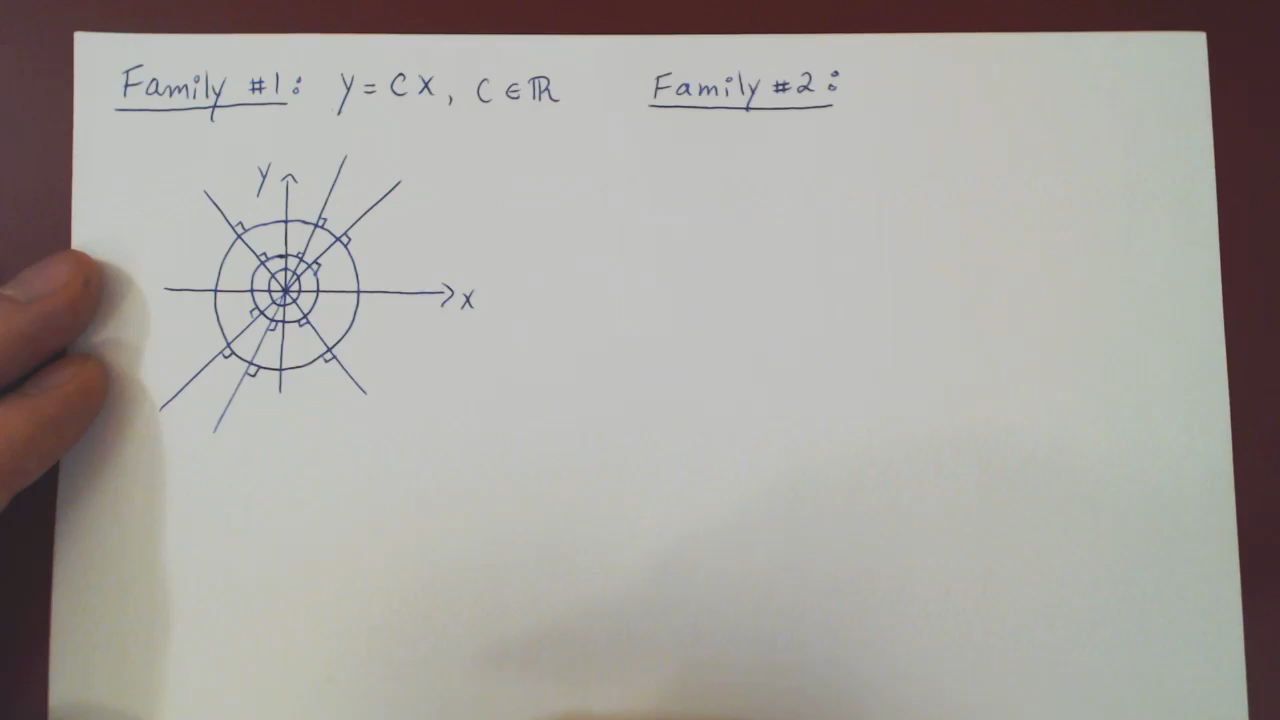 Family #1: y = cx, c ∈ ℝ
Family #2:
y
x